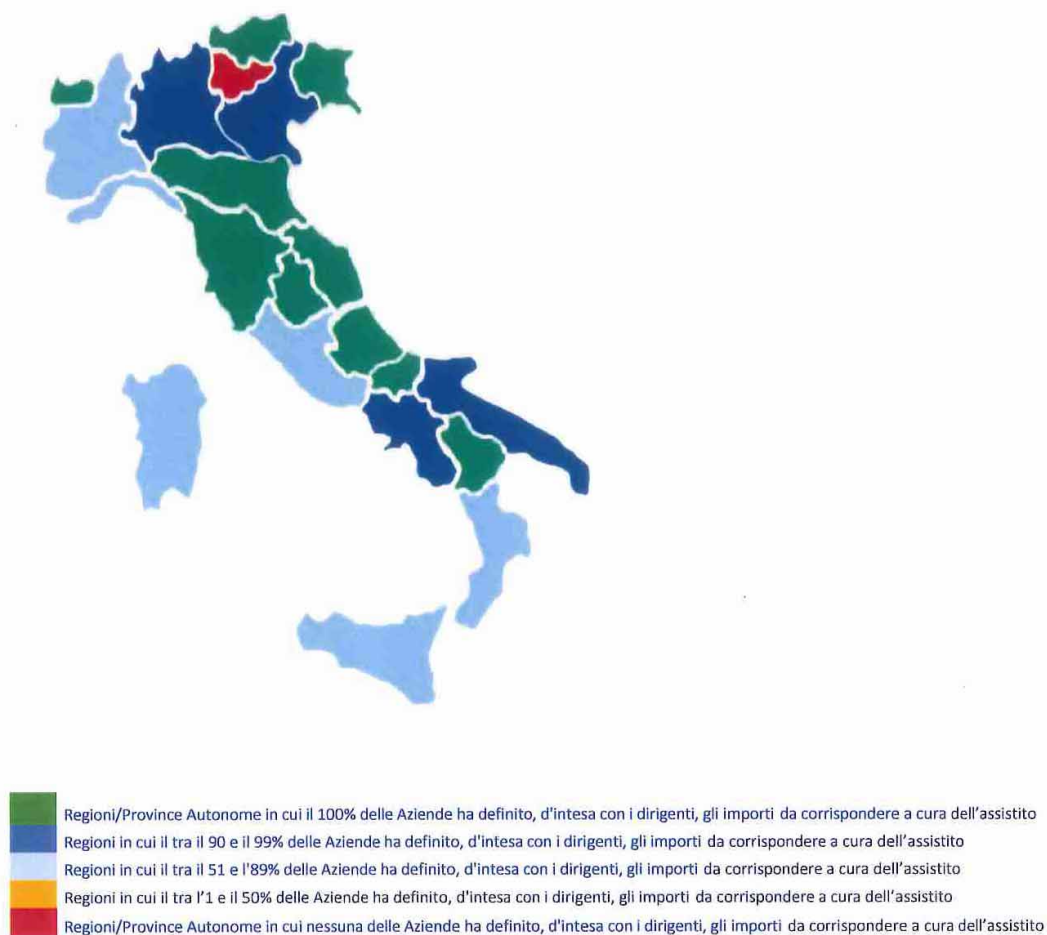 Regioni/Province Autonome in cui il 100% delle Aziende ha definito, d'intesa con i dirigenti, gli importi da corrispondere a cura dell'assistito
Regioni in cui il tra il 90 e il 99% delle Aziende ha definito, d'intesa con i dirigenti, gli importi da corrispondere a cura dell'assistito
Regioni in cui il tra il 51 e l'89% delle Aziende ha definito, d'intesa con i dirigenti, gli importi da corrispondere a cura dell'assistito
Regioni in cui il tra l'1 e il 50% delle Aziende ha definito, d'intesa con i dirigenti, gli importi da corrispondere a cura dell'assistito
Regioni/Province Autonome in cui nessuna delle Aziende ha definito, d'intesa con i dirigenti, gli importi da corrispondere a cura dell'assistito